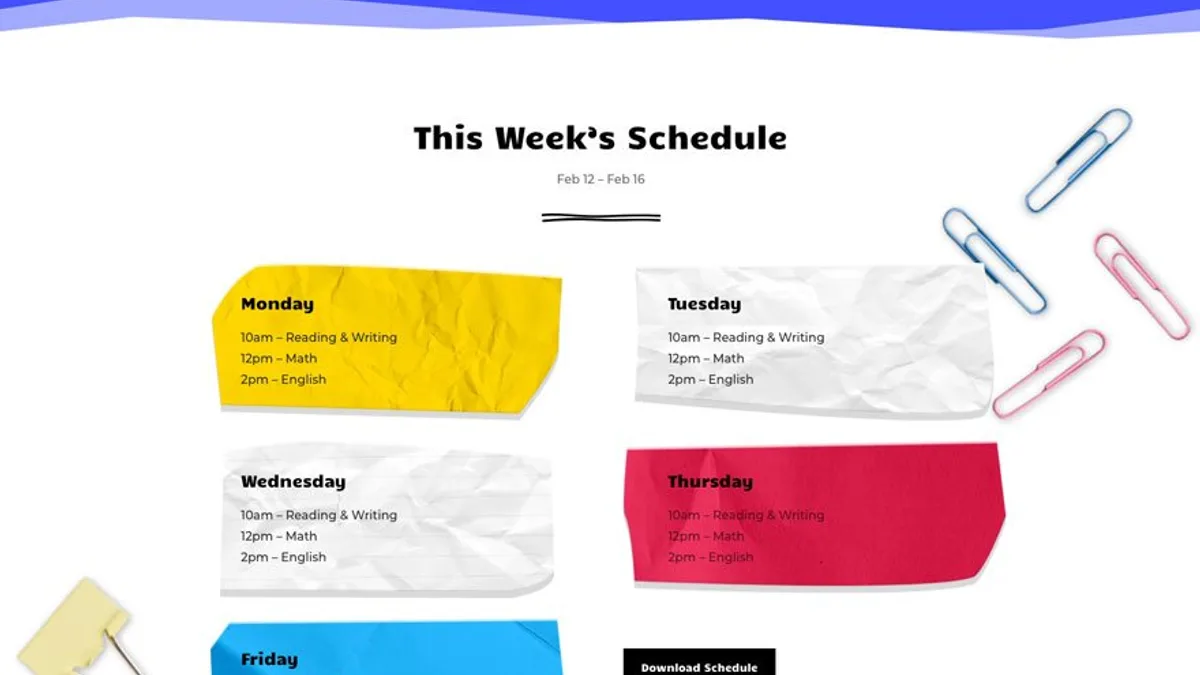 This Week’s Schedule
Feb 12 – Feb 16
Monday
10am – Reading & Writing
12pm – Math
2pm – English
Tuesday
10am – Reading & Writing
12pm – Math
2pm – English
Wednesday
10am – Reading & Writing
12pm – Math
2pm – English
Thursday
10am – Reading & Writing
12pm – Math
2pm – English
Friday
Download Schedule